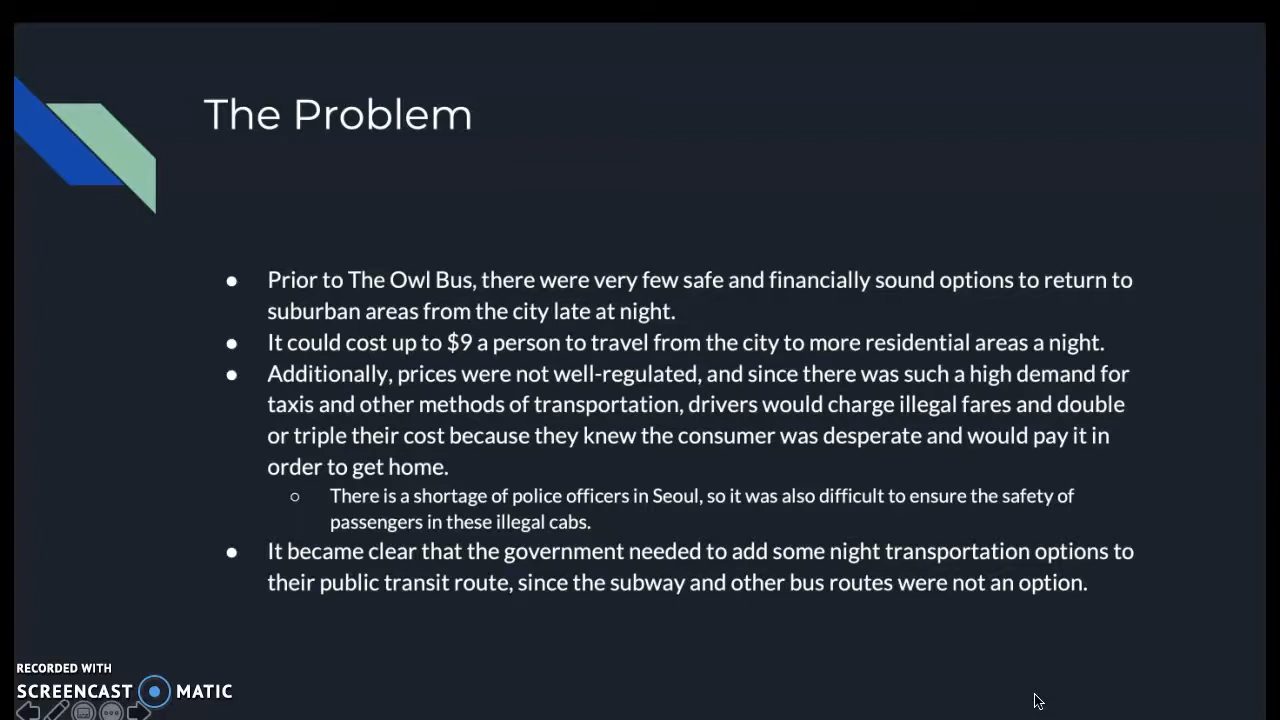 The Problem
● Prior to The Owl Bus, there were very few safe and financially sound options to return to
suburban areas from the city late at night.
● It could cost up to $9 a person to travel from the city to more residential areas a night.
● Additionally, prices were not well-regulated, and since there was such a high demand for
taxis and other methods of transportation, drivers would charge illegal fares and double
or triple their cost because they knew the consumer was desperate and would pay it in
order to get home.
○ There is a shortage of police officers in Seoul, so it was also difficult to ensure the safety of
passengers in these illegal cabs.
● It became clear that the government needed to add some night transportation options to
their public transit route, since the subway and other bus routes were not an option.
RECORDED WITH
SCREENCAST MATIC